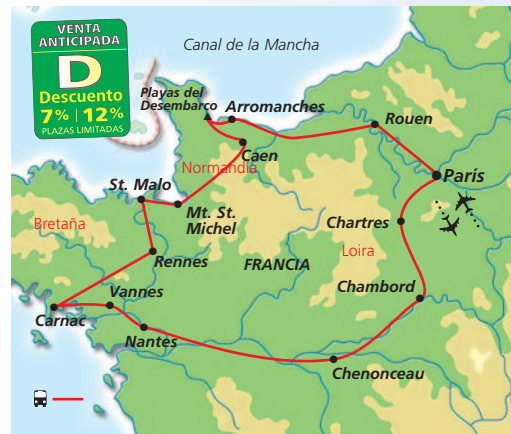 VENTA
ANTICIPADA
D
Descuento
7% | 12%
PLAZAS LIMITADAS
Canal de la Mancha
Playas del
Desembarco
Arromanches
Rouen
Caen
Normandía
París
St. Malo
Mt. St.
Michel
Bretaña
Chartres
Loira
Rennes
FRANCIA
Chambord
Vannes
Carnac
Nantes
Chenonceau